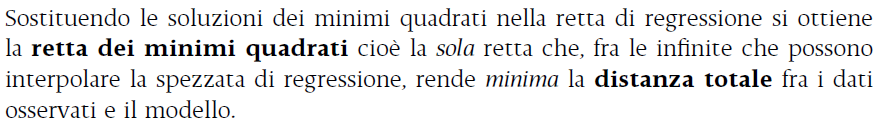 Sostituendo le soluzioni dei minimi quadrati nella retta di regressione si ottiene
la retta dei minimi quadrati cioè la sola retta che, fra le infinite che possono
interpolare la spezzata di regressione, rende minima la distanza totale fra i dati
osservati e il modello.